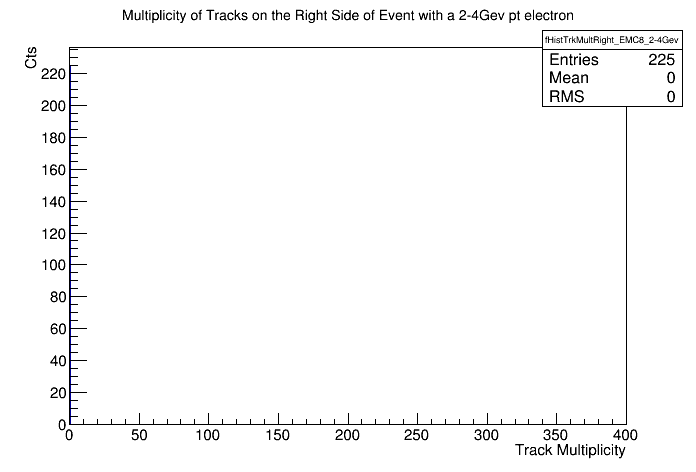 Multiplicity of Tracks on the Right Side of Event with a 2-4Gev pt electron
fHistTrkMultRight_EMC8_2-4Gev
Entries 225
Mean 0
RMS 0
Cts
220
200
180
160
140
120
100
80
60
40
20
0
0 50 100 150 200 250 300 350 400
Track Multiplicity